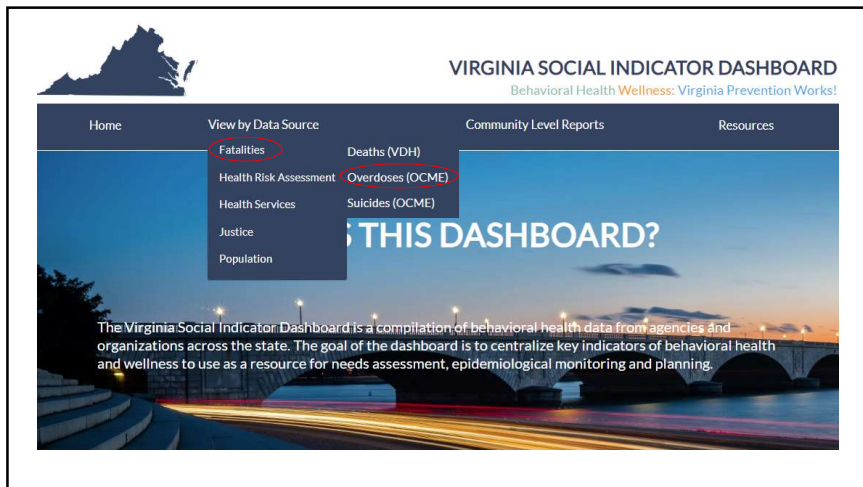 VIRGINIA SOCIAL INDICATOR DASHBOARD
Behavioral Health Wellness: Virginia Prevention Works!
Home View by Data Source Community Level Reports Resources
Fatalities Deaths (VDH)
Health Risk Assessment Overdoses (OCME)
Health Services Suicides (OCME)
Justice
Population
S THIS DASHBOARD?
The Virginia Social Indicator Dashboard is a compilation of behavioral health data from agencies and
organizations across the state. The goal of the dashboard is to centralize key indicators of behavioral health
and wellness to use as a resource for needs assessment, epidemiological monitoring and planning.